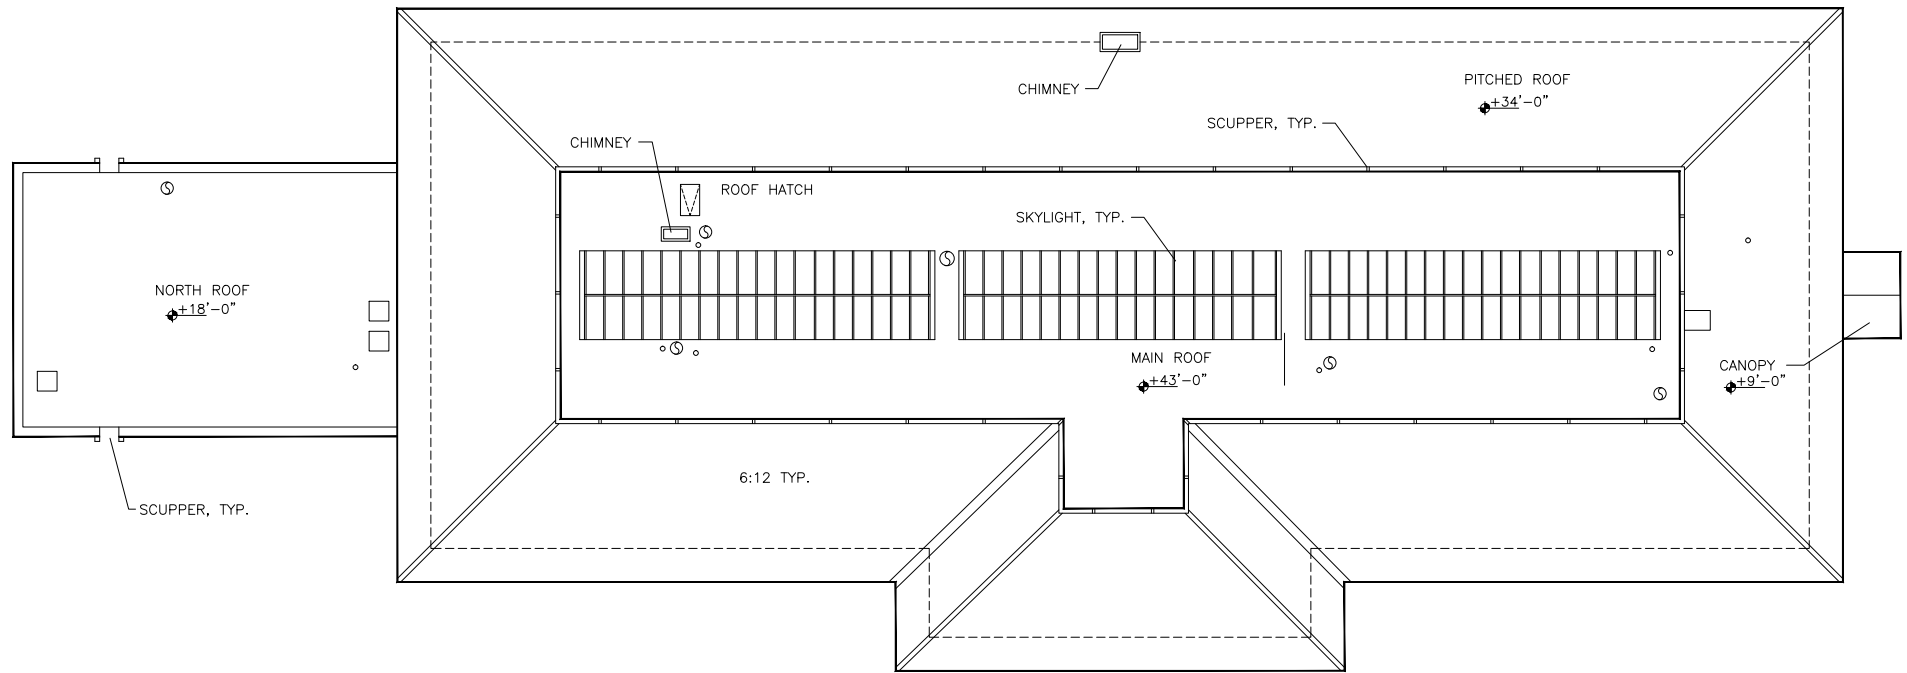 PITCHED ROOF
+34'-0"
CHIMNEY
SCUPPER, TYP.
CHIMNEY
ROOF HATCH
SKYLIGHT, TYP.
NORTH ROOF
+18'-0"
MAIN ROOF
+43'-0"
CANOPY
+9'-0"
6:12 TYP.
SCUPPER, TYP.